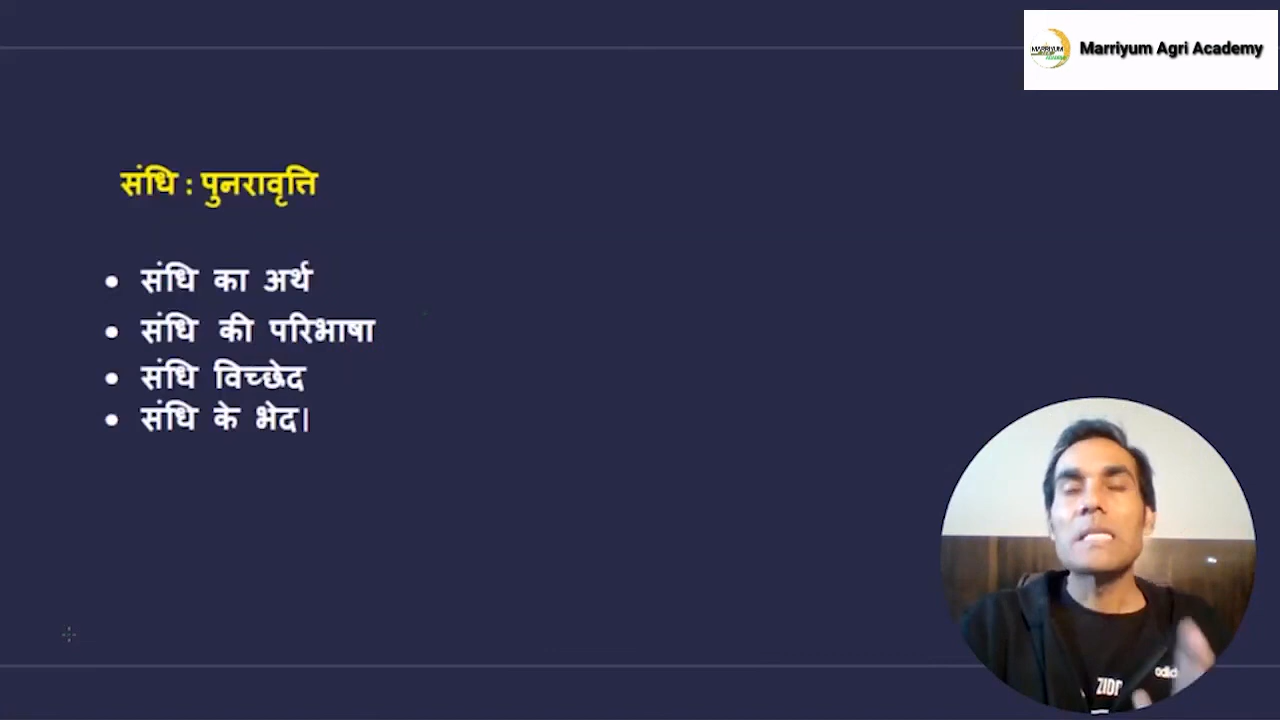 Marriyum Agri Academy
संधि : पुनरावृत्ति
• संधि का अर्थ
• संधि की परिभाषा
• संधि विच्छेद
• संधि के भेद|